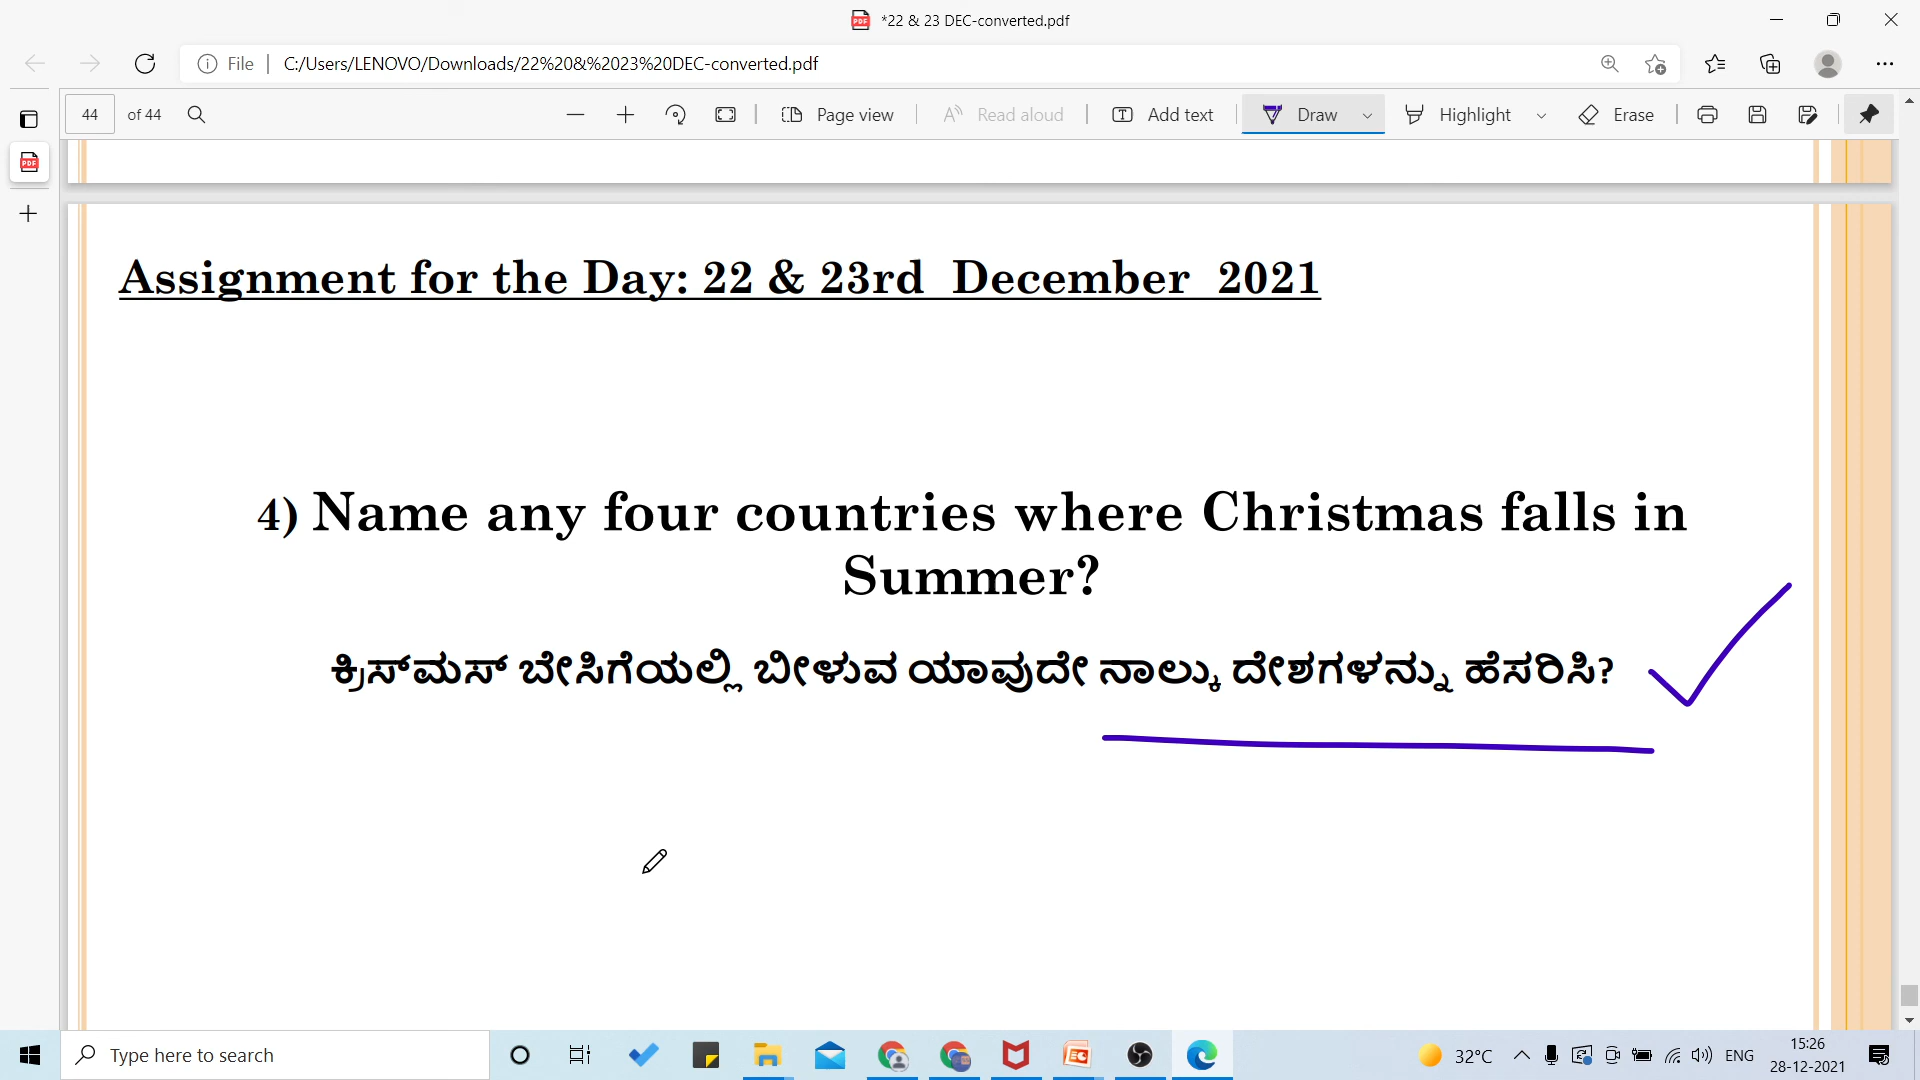 *22 & 23 DEC-converted.pdf
File
C:/Users/LENOVO/Downloads/22%20&%2023%20DEC-converted.pdf
44 of 44
Page view
Read aloud
Add text
Draw
Highlight
Erase
Assignment for the Day: 22 & 23rd December 2021
4) Name any four countries where Christmas falls in
Summer?
ಕ್ರಿಸ್‌ಮಸ್ ಬೇಸಿಗೆಯಲ್ಲಿ ಬೀಳುವ ಯಾವುದೇ ನಾಲ್ಕು ದೇಶಗಳನ್ನು ಹೆಸರಿಸಿ?
Type here to search
32°C
ENG
15:26
28-12-2021